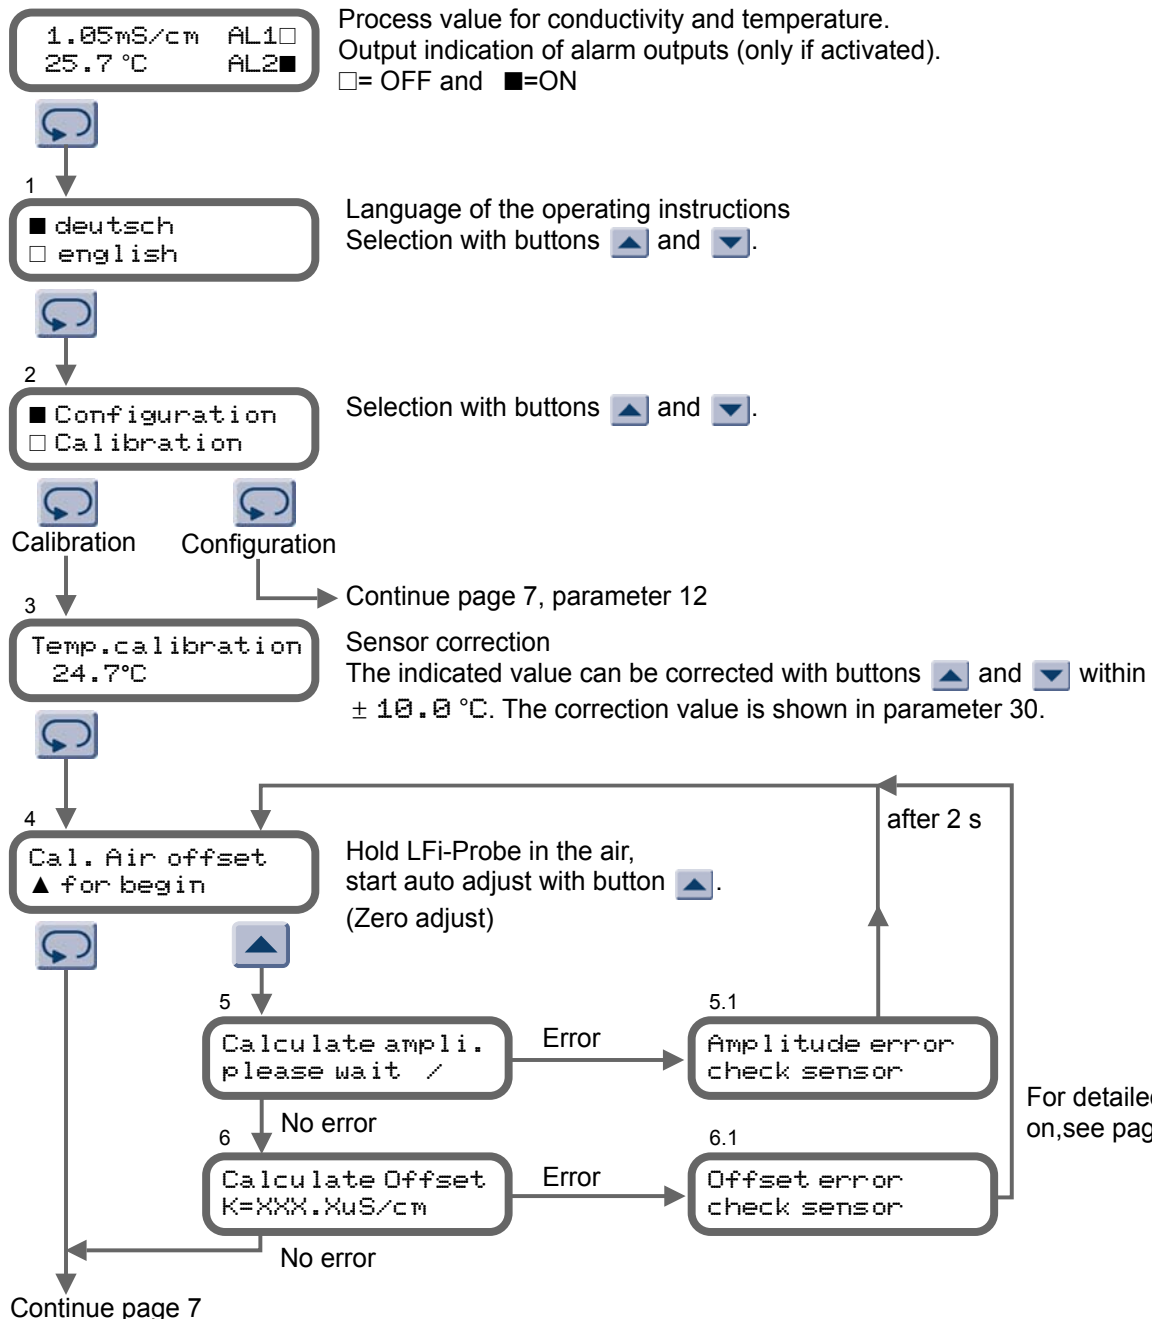 1.05mS/cm AL1□
25.7 °C AL2■
Process value for conductivity and temperature.
Output indication of alarm outputs (only if activated).
□= OFF and ■=ON
1
■ deutsch
□ english
Language of the operating instructions
Selection with buttons ▲ and ▼.
2
■ Configuration
□ Calibration
Selection with buttons ▲ and ▼.
Calibration
Configuration
Continue page 7, parameter 12
3
Temp.calibration
24.7°C
Sensor correction
The indicated value can be corrected with buttons ▲ and ▼ within
± 10.0 °C. The correction value is shown in parameter 30.
4
Cal. Air offset
▲ for begin
Hold LFi-Probe in the air,
start auto adjust with button ▲.
(Zero adjust)
after 2 s
5
Calculate ampli.
please wait /
Error
5.1
Amplitude error
check sensor
No error
For detailed
on,see pag
6
Calculate Offset
K=XXX.XuS/cm
Error
6.1
Offset error
check sensor
No error
Continue page 7